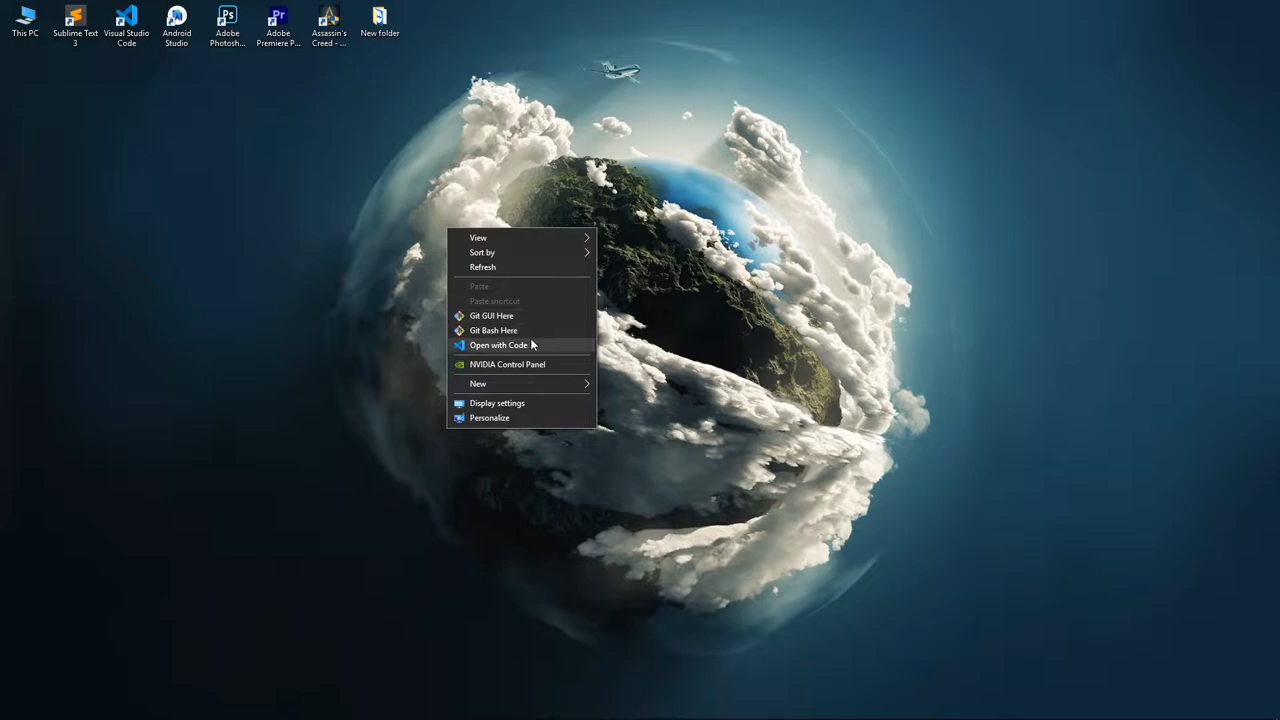 This PC
Sublime Text
3
Visual Studio
Code
Android
Studio
Adobe
Photosh...
Adobe
Premiere P...
Assassin's
Creed - ...
New folder
View
Sort by
Refresh
Paste
Paste shortcut
Git GUI Here
Git Bash Here
Open with Code
NVIDIA Control Panel
New
Display settings
Personalize